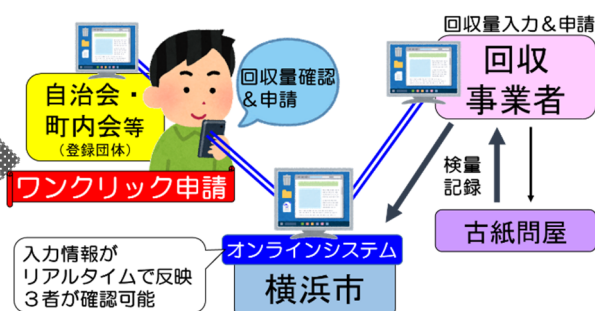 回収量入力＆申請
回収
事業者
回収量確認
＆申請
自治会・
町内会等
（登録団体）
ワンクリック申請
検量
記録
古紙問屋
入力情報が
リアルタイムで反映
３者が確認可能
オンラインシステム
横浜市